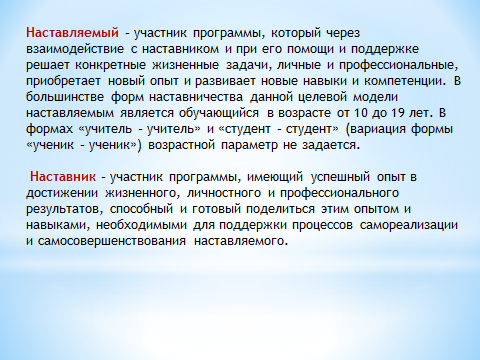 Наставляемый – участник программы, который через
взаимодействие с наставником и при его помощи и поддержке
решает конкретные жизненные задачи, личные и профессиональные,
приобретает новый опыт и развивает новые навыки и компетенции. В
большинстве форм наставничества данной целевой модели
наставляемым является обучающийся в возрасте от 10 до 19 лет. В
формах «учитель – учитель» и «студент – студент» (вариация формы
«ученик – ученик») возрастной параметр не задается.
Наставник – участник программы, имеющий успешный опыт в
достижении жизненного, личностного и профессионального
результатов, способный и готовый поделиться этим опытом и
навыками, необходимыми для поддержки процессов самореализации
и самосовершенствования наставляемого.